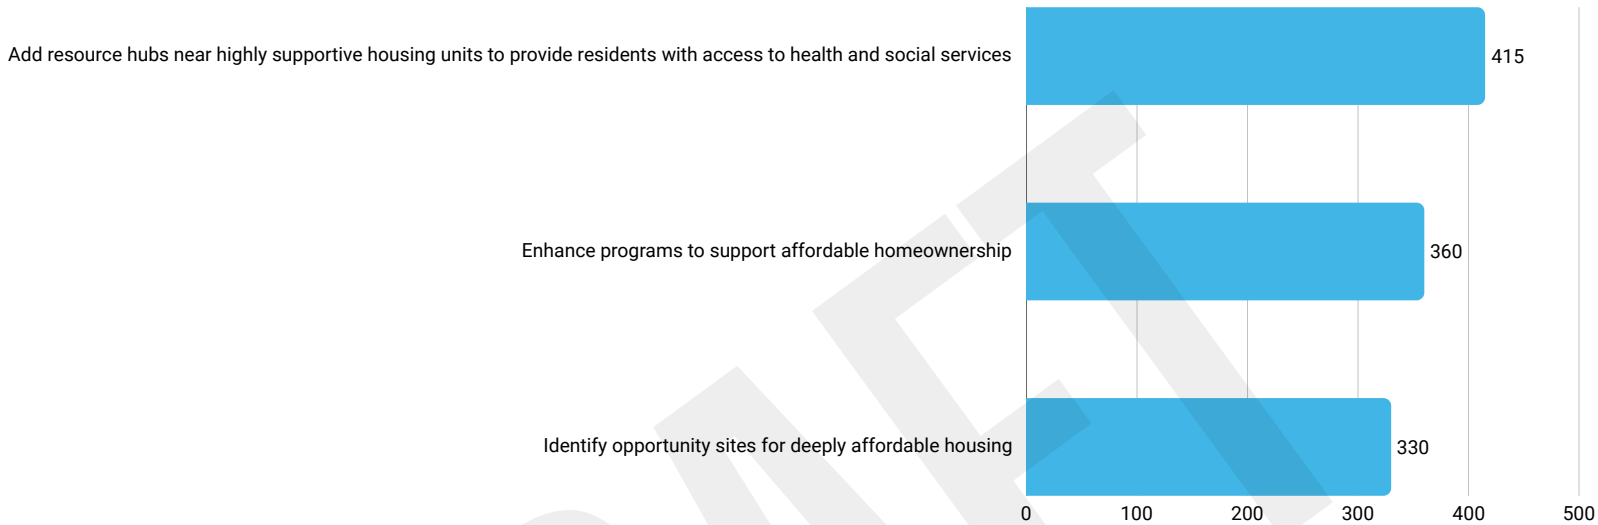 Add resource hubs near highly supportive housing units to provide residents with access to health and social services
415
Enhance programs to support affordable homeownership
360
Identify opportunity sites for deeply affordable housing
330
0 100 200 300 400 500